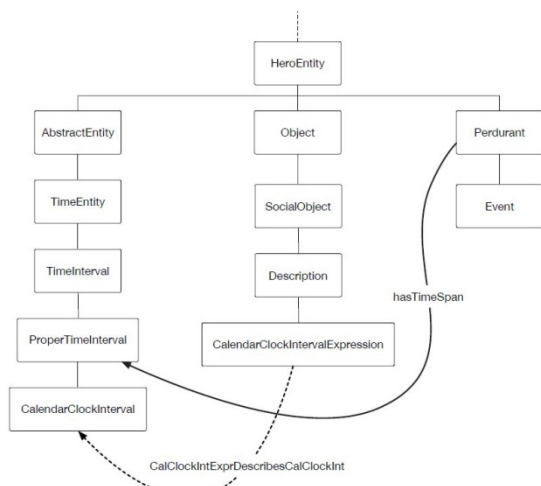 HeroEntity
AbstractEntity
Object
Perdurant
TimeEntity
SocialObject
Event
TimeInterval
Description
hasTimeSpan
ProperTimeInterval
CalendarClockIntervalExpression
CalendarClockInterval
CalClockIntExprDescribesCalClockInt